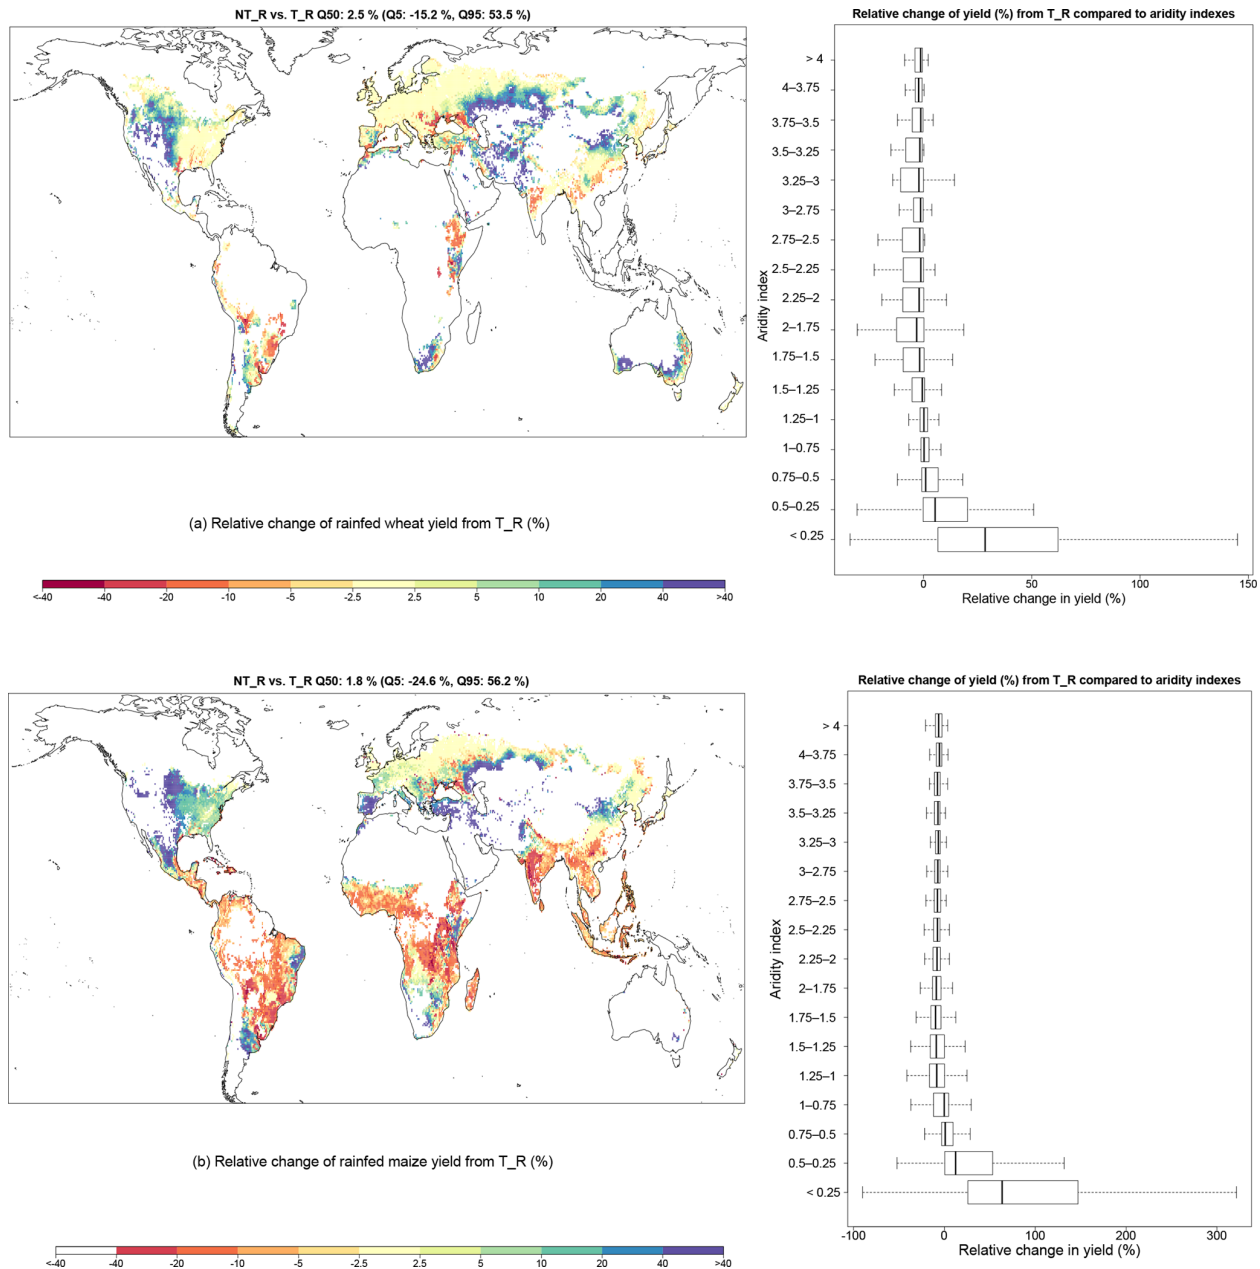 NT_R vs. T_R Q50: 2.5 % (Q5: -15.2 %, Q95: 53.5 %)
(a) Relative change of rainfed wheat yield from T_R (%)
<-40 -40 -20 -10 -5 -2.5 2.5 5 10 20 40 >40
Relative change of yield (%) from T_R compared to aridity indexes
Aridity index
> 4
4–3.75
3.75–3.5
3.5–3.25
3.25–3
3–2.75
2.75–2.5
2.5–2.25
2.25–2
2–1.75
1.75–1.5
1.5–1.25
1.25–1
1–0.75
0.75–0.5
0.5–0.25
< 0.25
0 50 100 150
Relative change in yield (%)
NT_R vs. T_R Q50: 1.8 % (Q5: -24.6 %, Q95: 56.2 %)
(b) Relative change of rainfed maize yield from T_R (%)
<-40 -40 -20 -10 -5 -2.5 2.5 5 10 20 40 >40
Relative change of yield (%) from T_R compared to aridity indexes
Aridity index
> 4
4–3.75
3.75–3.5
3.5–3.25
3.25–3
3–2.75
2.75–2.5
2.5–2.25
2.25–2
2–1.75
1.75–1.5
1.5–1.25
1.25–1
1–0.75
0.75–0.5
0.5–0.25
< 0.25
-100 0 100 200 300
Relative change in yield (%)